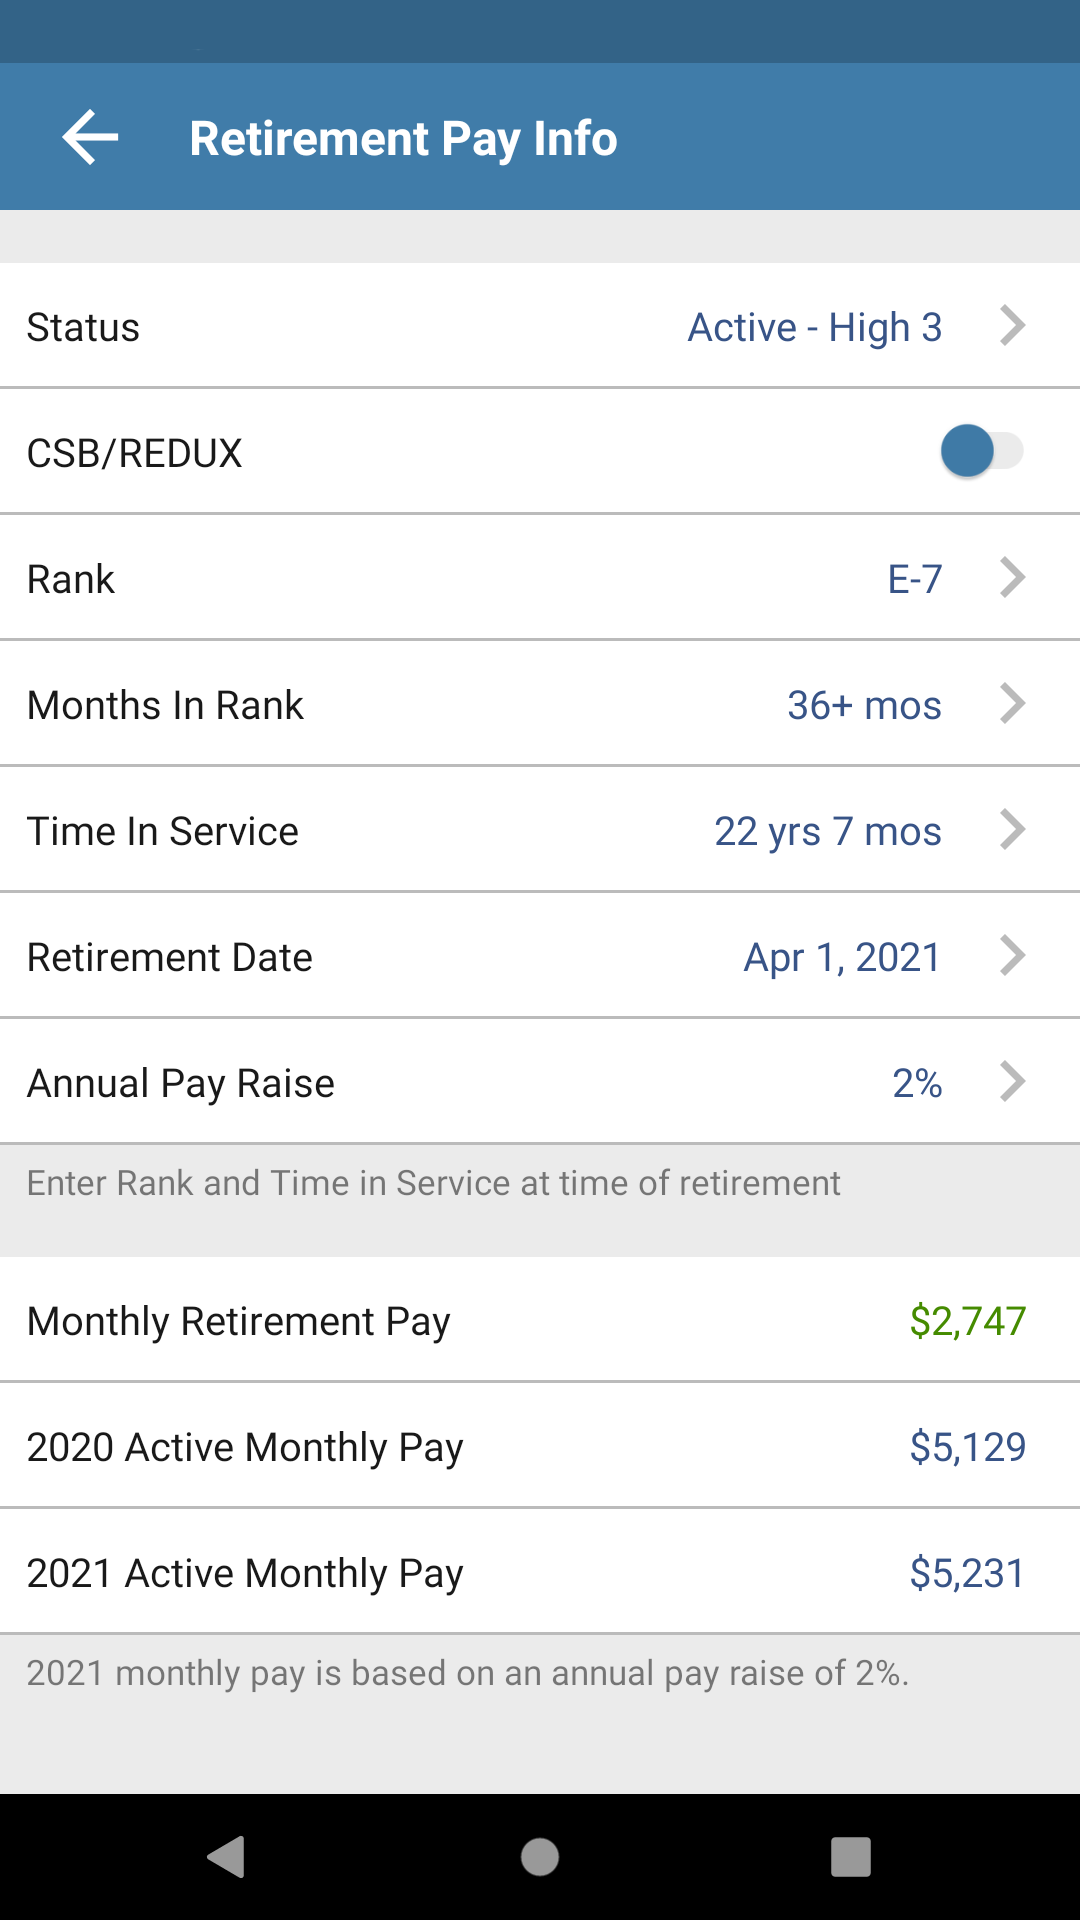 Retirement Pay Info
Status Active - High 3
CSB/REDUX
Rank E-7
Months In Rank 36+ mos
Time In Service 22 yrs 7 mos
Retirement Date Apr 1, 2021
Annual Pay Raise 2%
Enter Rank and Time in Service at time of retirement
Monthly Retirement Pay $2,747
2020 Active Monthly Pay $5,129
2021 Active Monthly Pay $5,231
2021 monthly pay is based on an annual pay raise of 2%.